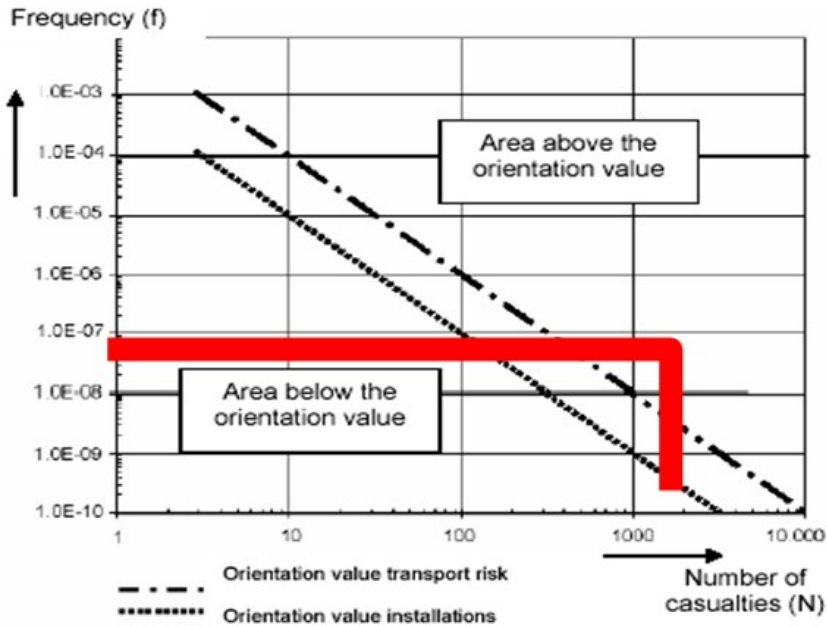 Frequency (f)
1.0E-03
1.0E-04
1.0E-05
1.0E-06
1.0E-07
1.0E-08
1.0E-09
1.0E-10
Area above the
orientation value
Area below the
orientation value
1
10
100
1000
10.000
Number of
casualties (N)
Orientation value transport risk
Orientation value installations